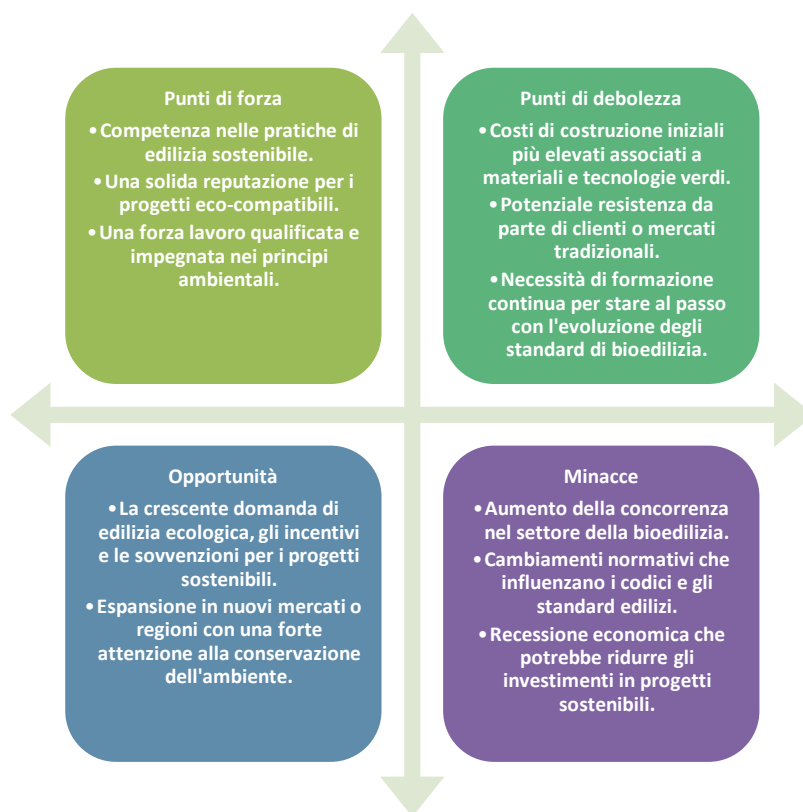 Punti di forza
•Competenza nelle pratiche di
edilizia sostenibile.
•Una solida reputazione per i
progetti eco-compatibili.
•Una forza lavoro qualificata e
impegnata nei principi
ambientali.
Punti di debolezza
•Costi di costruzione iniziali
più elevati associati a
materiali e tecnologie verdi.
•Potenziale resistenza da
parte di clienti o mercati
tradizionali.
•Necessità di formazione
continua per stare al passo
con l'evoluzione degli
standard di bioedilizia.
Opportunità
•La crescente domanda di
edilizia ecologica, gli incentivi
e le sovvenzioni per i progetti
sostenibili.
•Espansione in nuovi mercati o
regioni con una forte
attenzione alla conservazione
dell'ambiente.
Minacce
•Aumento della concorrenza
nel settore della bioedilizia.
•Cambiamenti normativi che
influenzano i codici e gli
standard edilizi.
•Recessione economica che
potrebbe ridurre gli
investimenti in progetti
sostenibili.